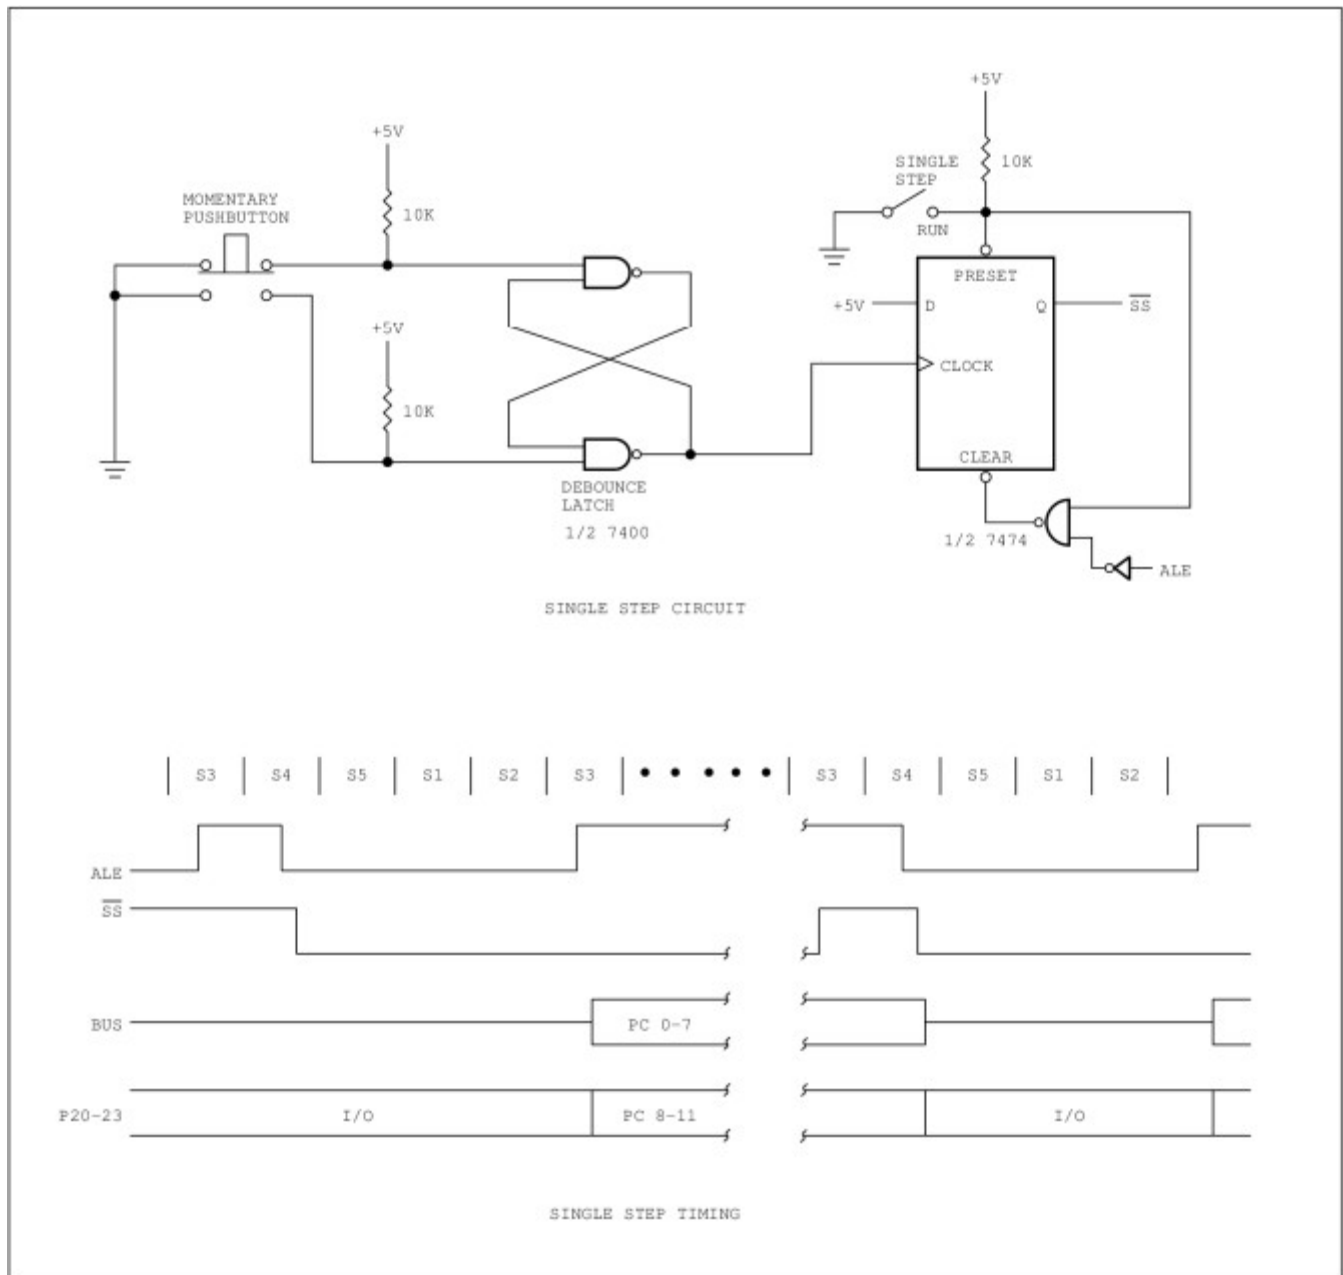 +5V
+5V
SINGLE
STEP
10K
MOMENTARY
PUSHBUTTON
10K
RUN
PRESET
+5V
D
Q
SS
+5V
CLOCK
10K
CLEAR
DEBOUNCE
LATCH
1/2 7400
1/2 7474
ALE
SINGLE STEP CIRCUIT
S3 S4 S5 S1 S2 S3 • • • • • S3 S4 S5 S1 S2
ALE
SS
BUS
PC 0-7
P20-23
I/O
PC 8-11
I/O
SINGLE STEP TIMING